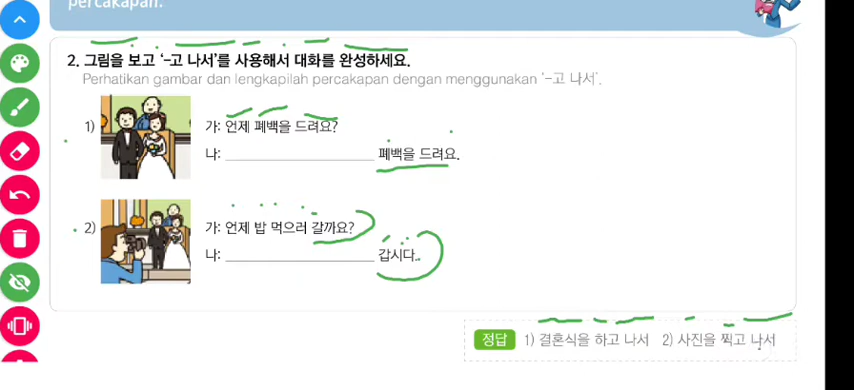 percakapan.
2. 그림을 보고 '-고 나서'를 사용해서 대화를 완성하세요.
Perhatikan gambar dan lengkapilah percakapan dengan menggunakan '-고 나서'.
1)
가: 언제 폐백을 드려요?
나: ____________________ 폐백을 드려요.
2)
가: 언제 밥 먹으러 갈까요?
나: ____________________ 갑시다.
정답 1) 결혼식을 하고 나서 2) 사진을 찍고 나서